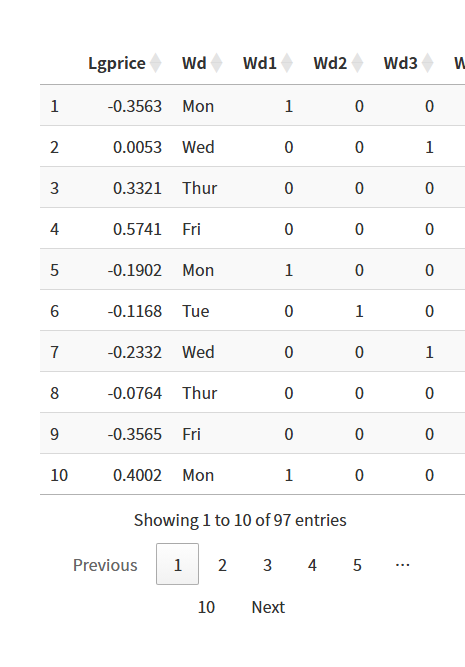 Lgprice Wd Wd1 Wd2 Wd3
1 -0.3563 Mon 1 0 0
2 0.0053 Wed 0 0 1
3 0.3321 Thur 0 0 0
4 0.5741 Fri 0 0 0
5 -0.1902 Mon 1 0 0
6 -0.1168 Tue 0 1 0
7 -0.2332 Wed 0 0 1
8 -0.0764 Thur 0 0 0
9 -0.3565 Fri 0 0 0
10 0.4002 Mon 1 0 0
Showing 1 to 10 of 97 entries
Previous 1 2 3 4 5 …
10 Next